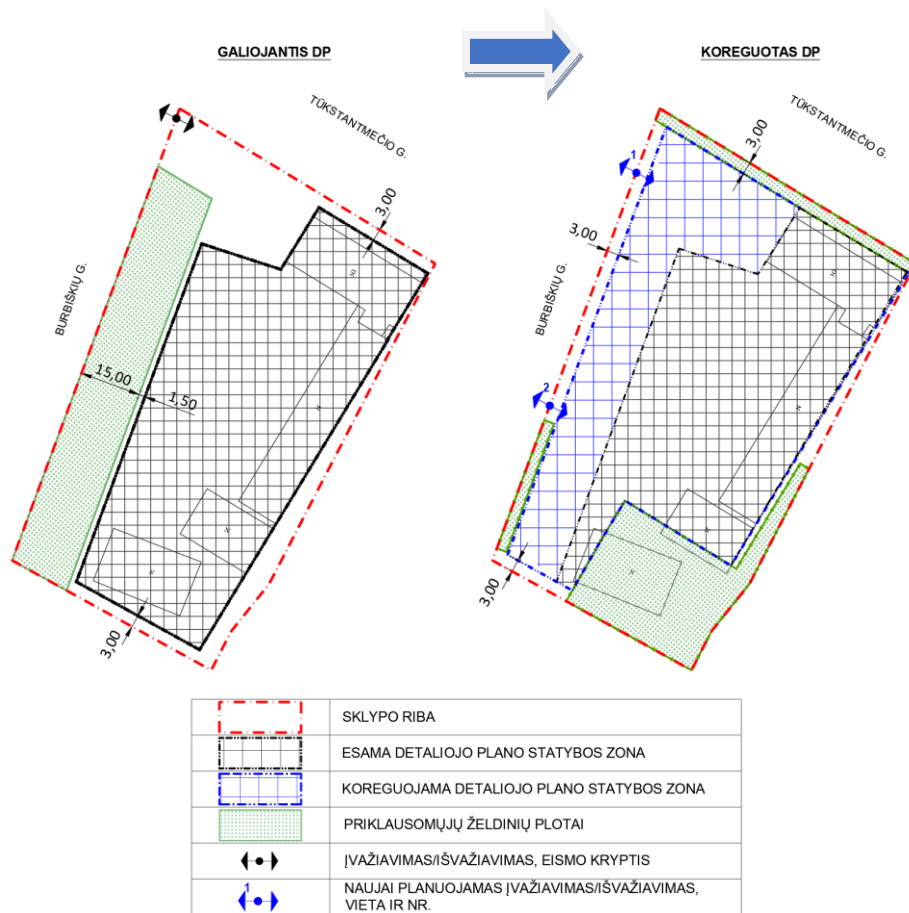 GALIOJANTIS DP
KOREGUOTAS DP
TŪKSTANTMEČIO G.
3,00
BURBIŠKIŲ G.
15,00
1,50
3,00
TŪKSTANTMEČIO G.
3,00
1
3,00
BURBIŠKIŲ G.
2
3,00
SKLYPO RIBA
ESAMA DETALIOJO PLANO STATYBOS ZONA
KOREGUOJAMA DETALIOJO PLANO STATYBOS ZONA
PRIKLAUSOMŲJŲ ŽELDINIŲ PLOTAI
ĮVAŽIAVIMAS/IŠVAŽIAVIMAS, EISMO KRYPTIS
1
NAUJAI PLANUOJAMAS ĮVAŽIAVIMAS/IŠVAŽIAVIMAS,
VIETA IR NR.